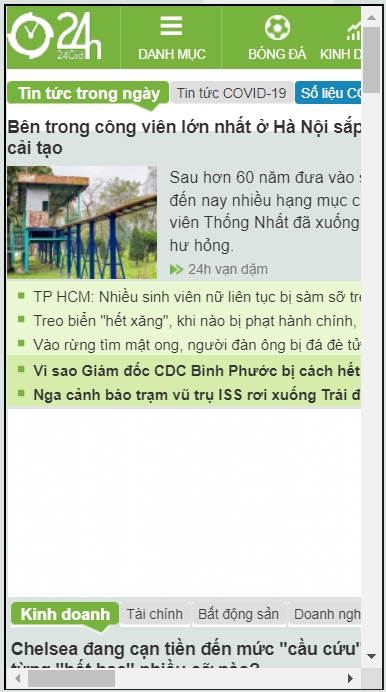 24h
24Giờ
DANH MỤC
BÓNG ĐÁ
KINH D
Tin tức trong ngày
Tin tức COVID-19
Số liệu CO
Bên trong công viên lớn nhất ở Hà Nội sắp
cải tạo
Sau hơn 60 năm đưa vào s
đến nay nhiều hạng mục c
viên Thống Nhất đã xuống
hư hỏng.
24h vạn dặm
TP HCM: Nhiều sinh viên nữ liên tục bị sàm sỡ trê
Treo biển "hết xăng", khi nào bị phạt hành chính,
Vào rừng tìm mật ong, người đàn ông bị đá đè tử
Vì sao Giám đốc CDC Bình Phước bị cách hết
Nga cảnh báo trạm vũ trụ ISS rơi xuống Trái đ
Kinh doanh
Tài chính
Bất động sản
Doanh ngh
Chelsea đang cạn tiền đến mức "cầu cứu"